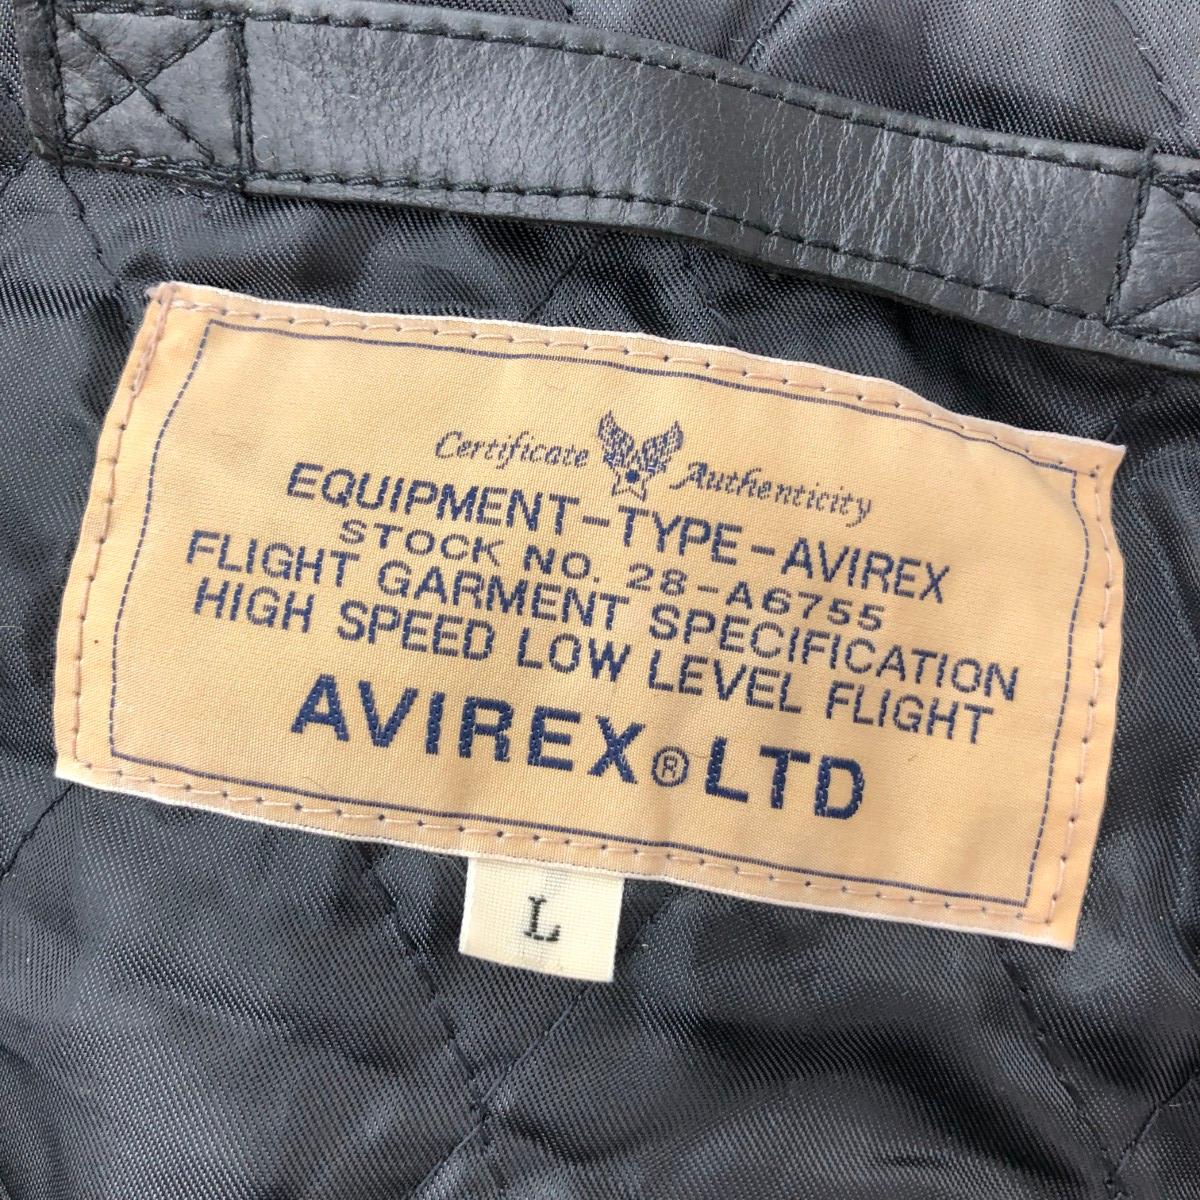 Certificate Authenticity
EQUIPMENT-TYPE-AVIREX
STOCK NO. 28-A6755
FLIGHT GARMENT SPECIFICATION
HIGH SPEED LOW LEVEL FLIGHT
AVIREX®LTD
L